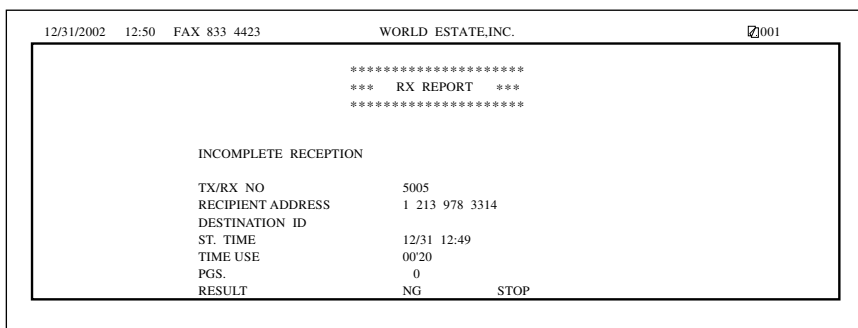 12/31/2002 12:50 FAX 833 4423 WORLD ESTATE,INC. 001
*********************
*** RX REPORT ***
*********************
INCOMPLETE RECEPTION
TX/RX NO 5005
RECIPIENT ADDRESS 1 213 978 3314
DESTINATION ID
ST. TIME 12/31 12:49
TIME USE 00'20
PGS. 0
RESULT NG STOP